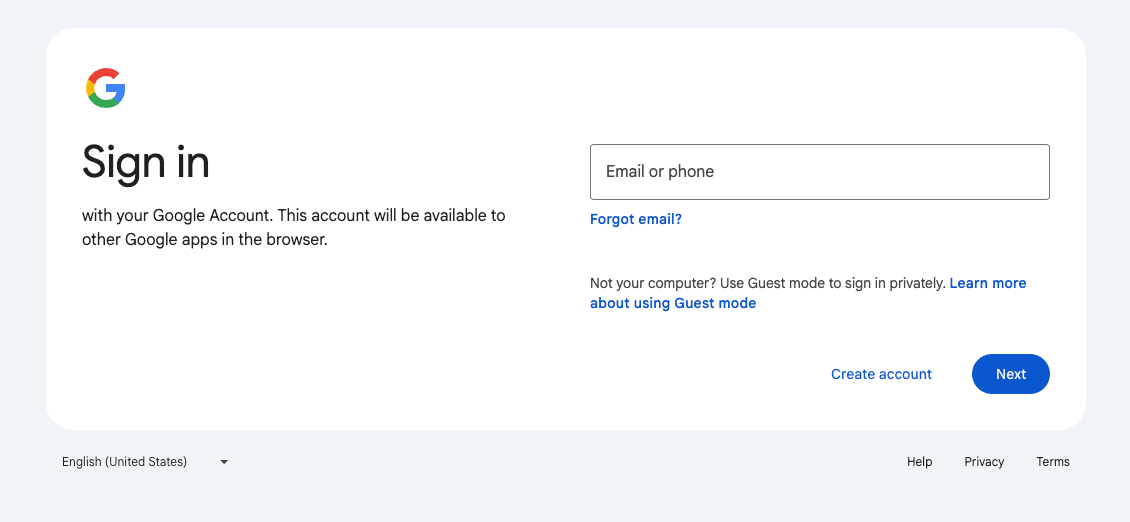 Sign in
with your Google Account. This account will be available to
other Google apps in the browser.
Email or phone
Forgot email?
Not your computer? Use Guest mode to sign in privately. Learn more
about using Guest mode
Create account
Next
English (United States)
Help
Privacy
Terms